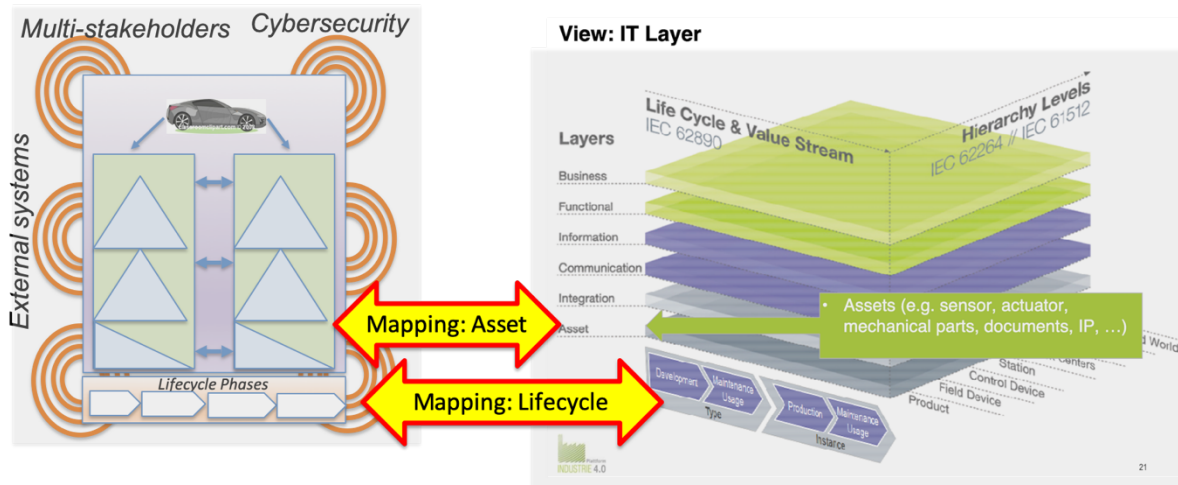 Multi-stakeholders
Cybersecurity
External systems
Lifecycle Phases
Mapping: Asset
Mapping: Lifecycle
View: IT Layer
Layers
Business
Functional
Information
Communication
Integration
Asset
Life Cycle & Value Stream
IEC 62890
Hierarchy Levels
IEC 62264 // IEC 61512
• Assets (e.g. sensor, actuator,
mechanical parts, documents, IP, …)
d World
Centers
Station
Control Device
Field Device
Product
Development
Maintenance
Usage
Type
Production
Maintenance
Usage
Instance
Plattform
INDUSTRIE 4.0
21